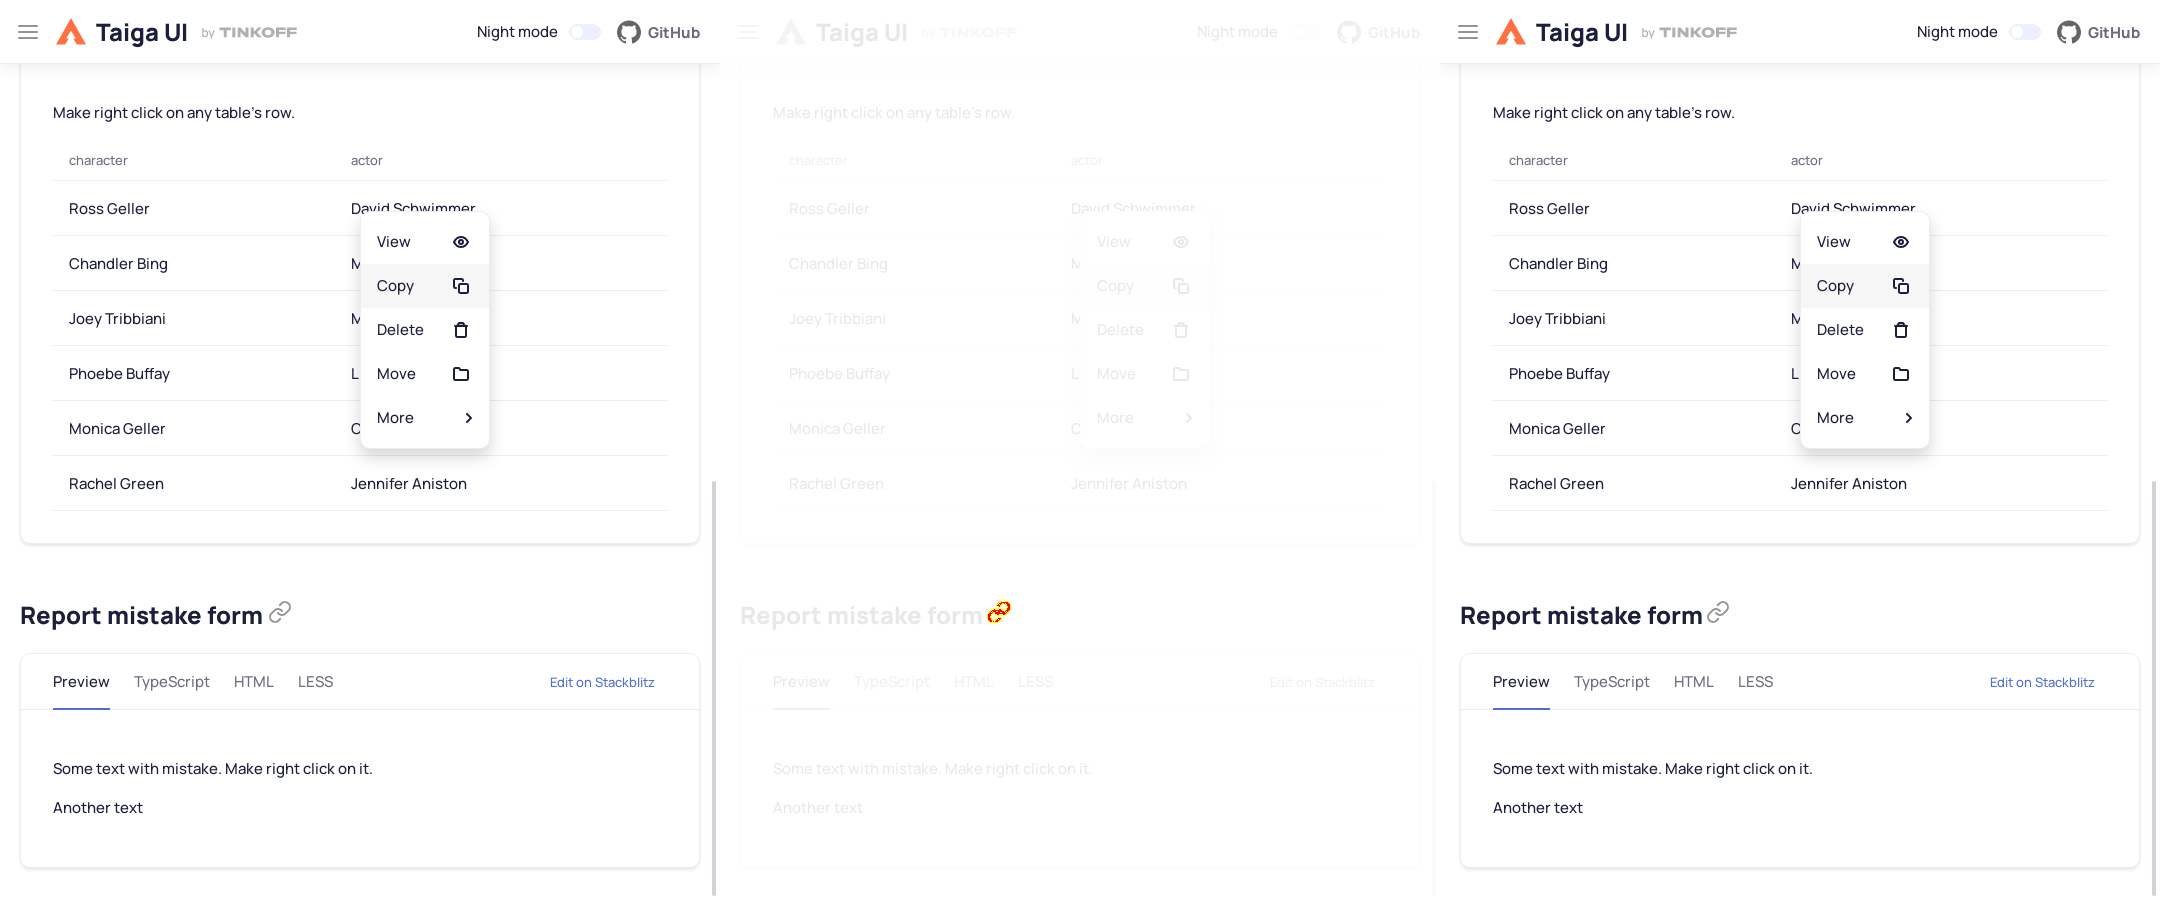 Taiga UI by TINKOFF Night mode GitHub
Make right click on any table's row.
character actor
Ross Geller David Schwimmer
View
Chandler Bing M
Copy
Joey Tribbiani M
Delete
Phoebe Buffay L
Move
Monica Geller C
More
Rachel Green Jennifer Aniston
Report mistake form
Preview TypeScript HTML LESS Edit on Stackblitz
Some text with mistake. Make right click on it.
Another text
Taiga UI by TINKOFF Night mode GitHub
Make right click on any table's row.
character actor
Ross Geller David Schwimmer
View
Chandler Bing M
Copy
Joey Tribbiani M
Delete
Phoebe Buffay L
Move
Monica Geller C
More
Rachel Green Jennifer Aniston
Report mistake form
Preview TypeScript HTML LESS Edit on Stackblitz
Some text with mistake. Make right click on it.
Another text
Taiga UI by TINKOFF Night mode GitHub
Make right click on any table's row.
character actor
Ross Geller David Schwimmer
View
Chandler Bing M
Copy
Joey Tribbiani M
Delete
Phoebe Buffay L
Move
Monica Geller C
More
Rachel Green Jennifer Aniston
Report mistake form
Preview TypeScript HTML LESS Edit on Stackblitz
Some text with mistake. Make right click on it.
Another text